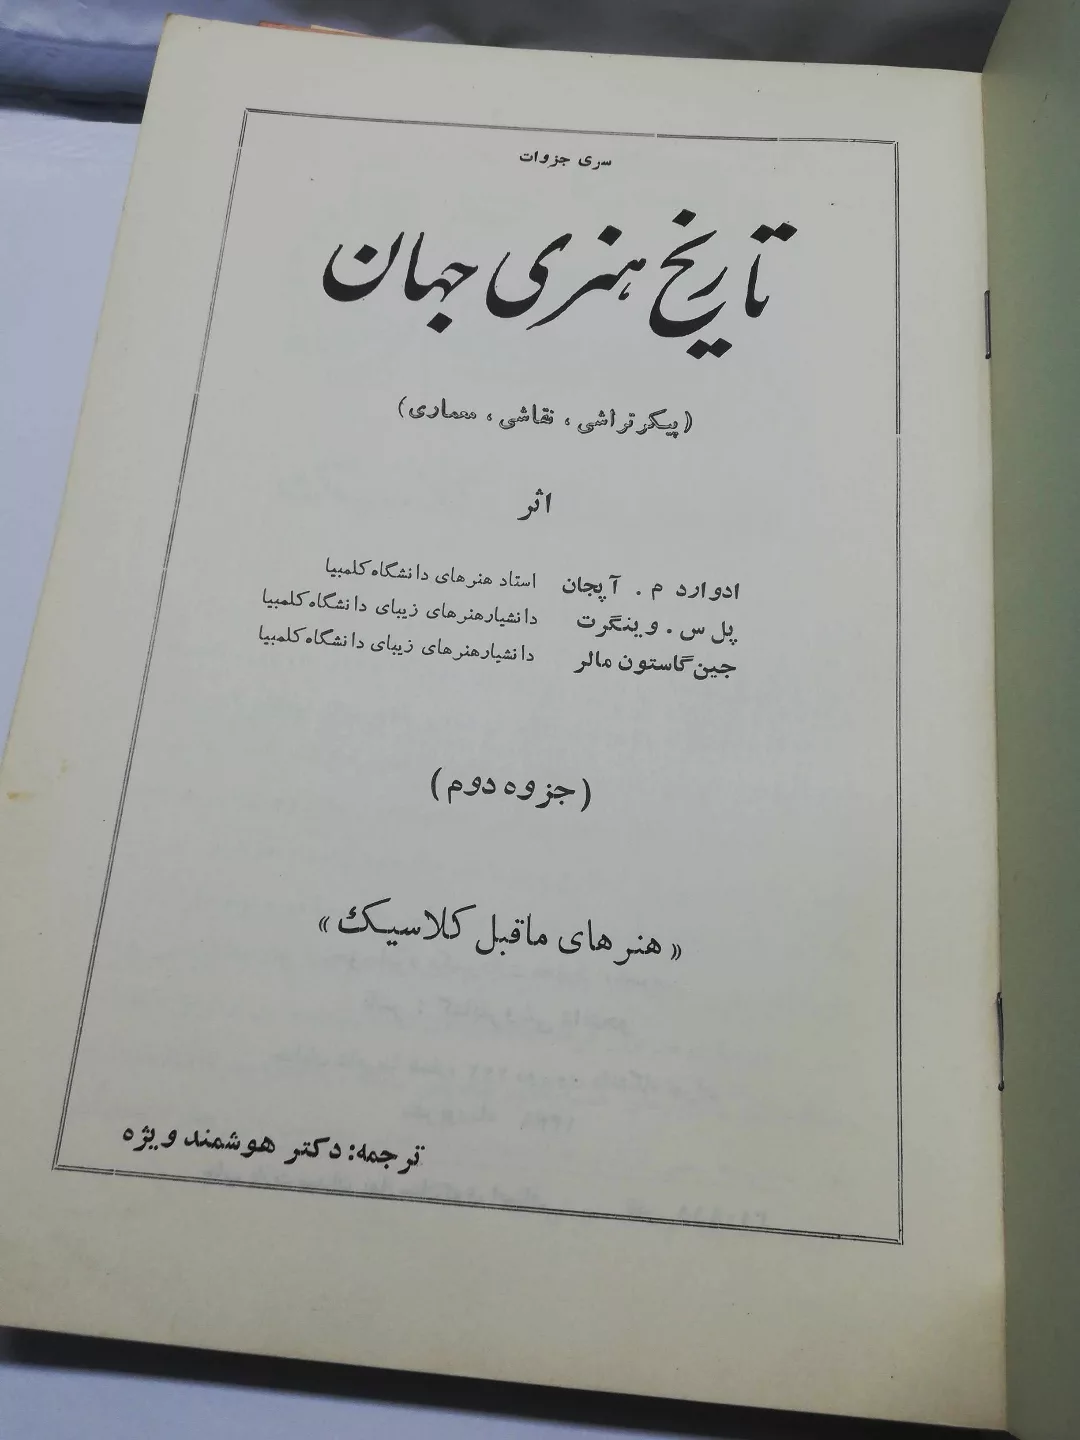 سری جزوات
تاریخ هنری جهان
(پیکرتراشی ، نقاشی ، معماری)
اثر
ادوارد م . آپجان استاد هنرهای دانشگاه کلمبیا
پل س . وینگرت دانشیار هنرهای زیبای دانشگاه کلمبیا
جین گاستون مالر دانشیار هنرهای زیبای دانشگاه کلمبیا
(جزوه دوم)
« هنرهای ماقبل کلاسیک »
ترجمه: دکتر هوشمند ویژه